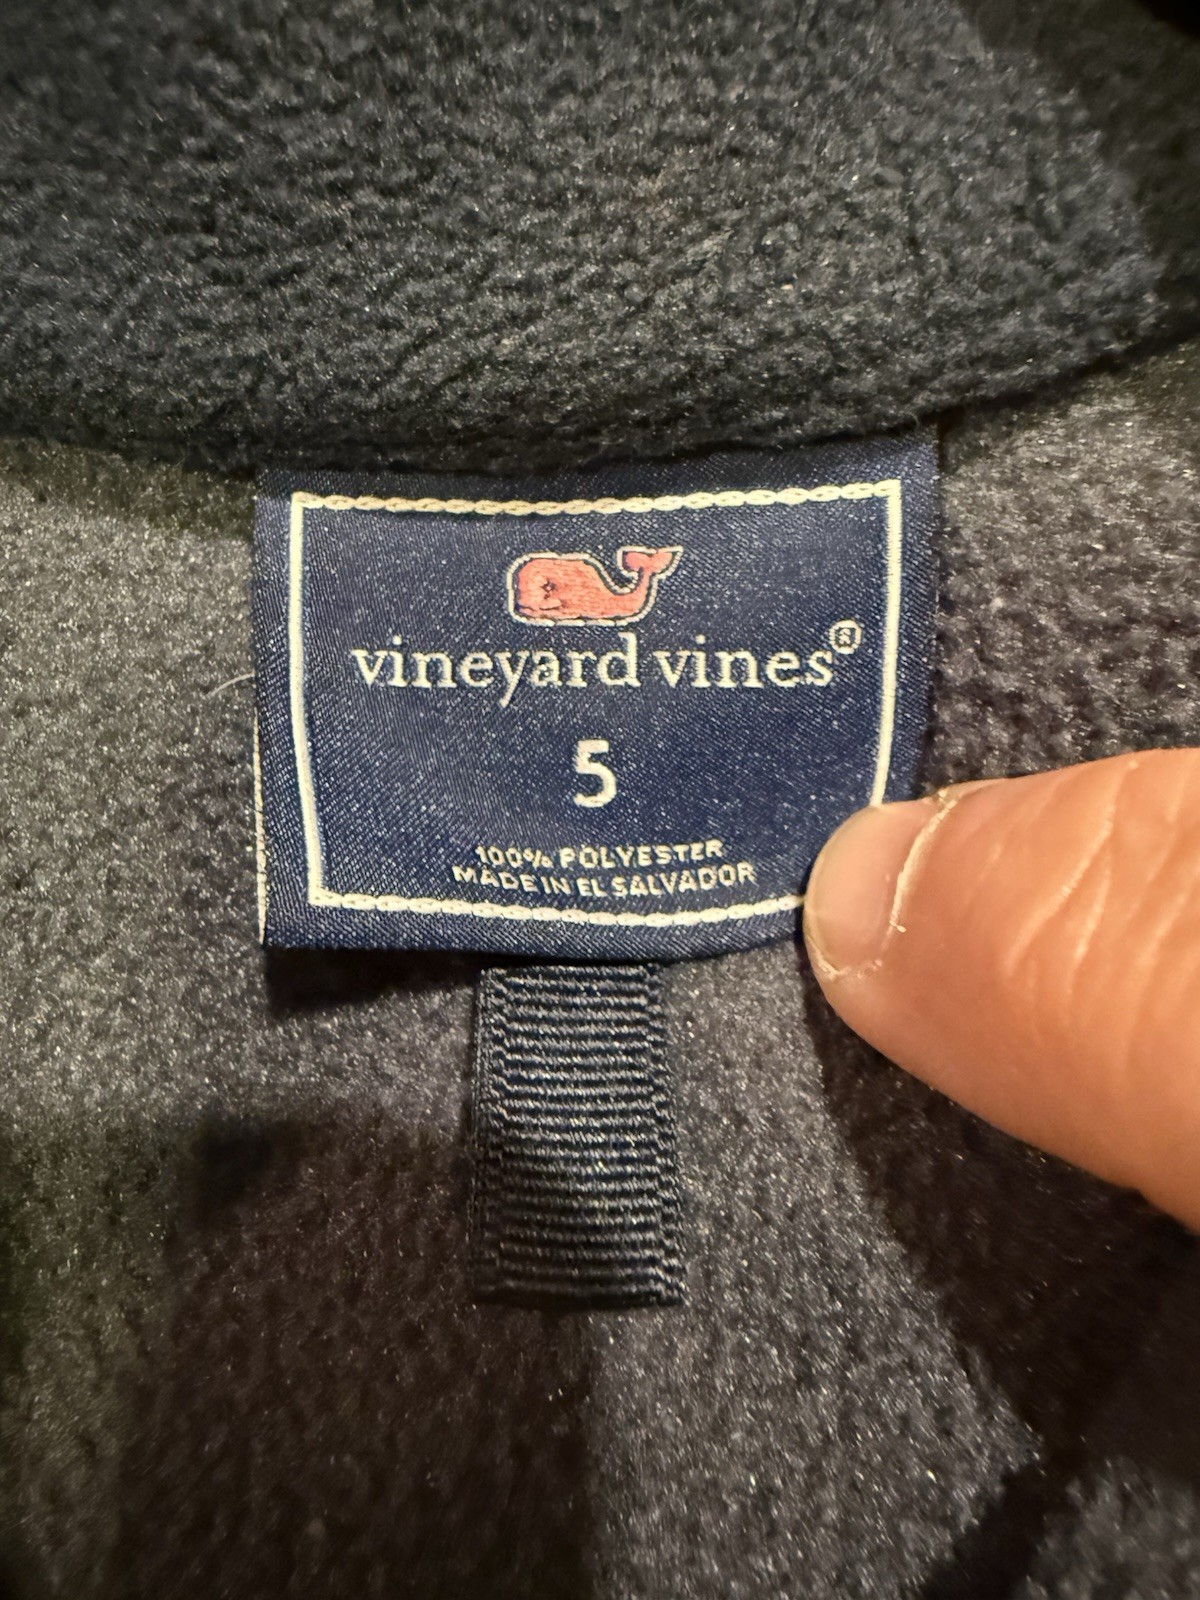 vineyard vines®
5
100% POLYESTER
MADE IN EL SALVADOR